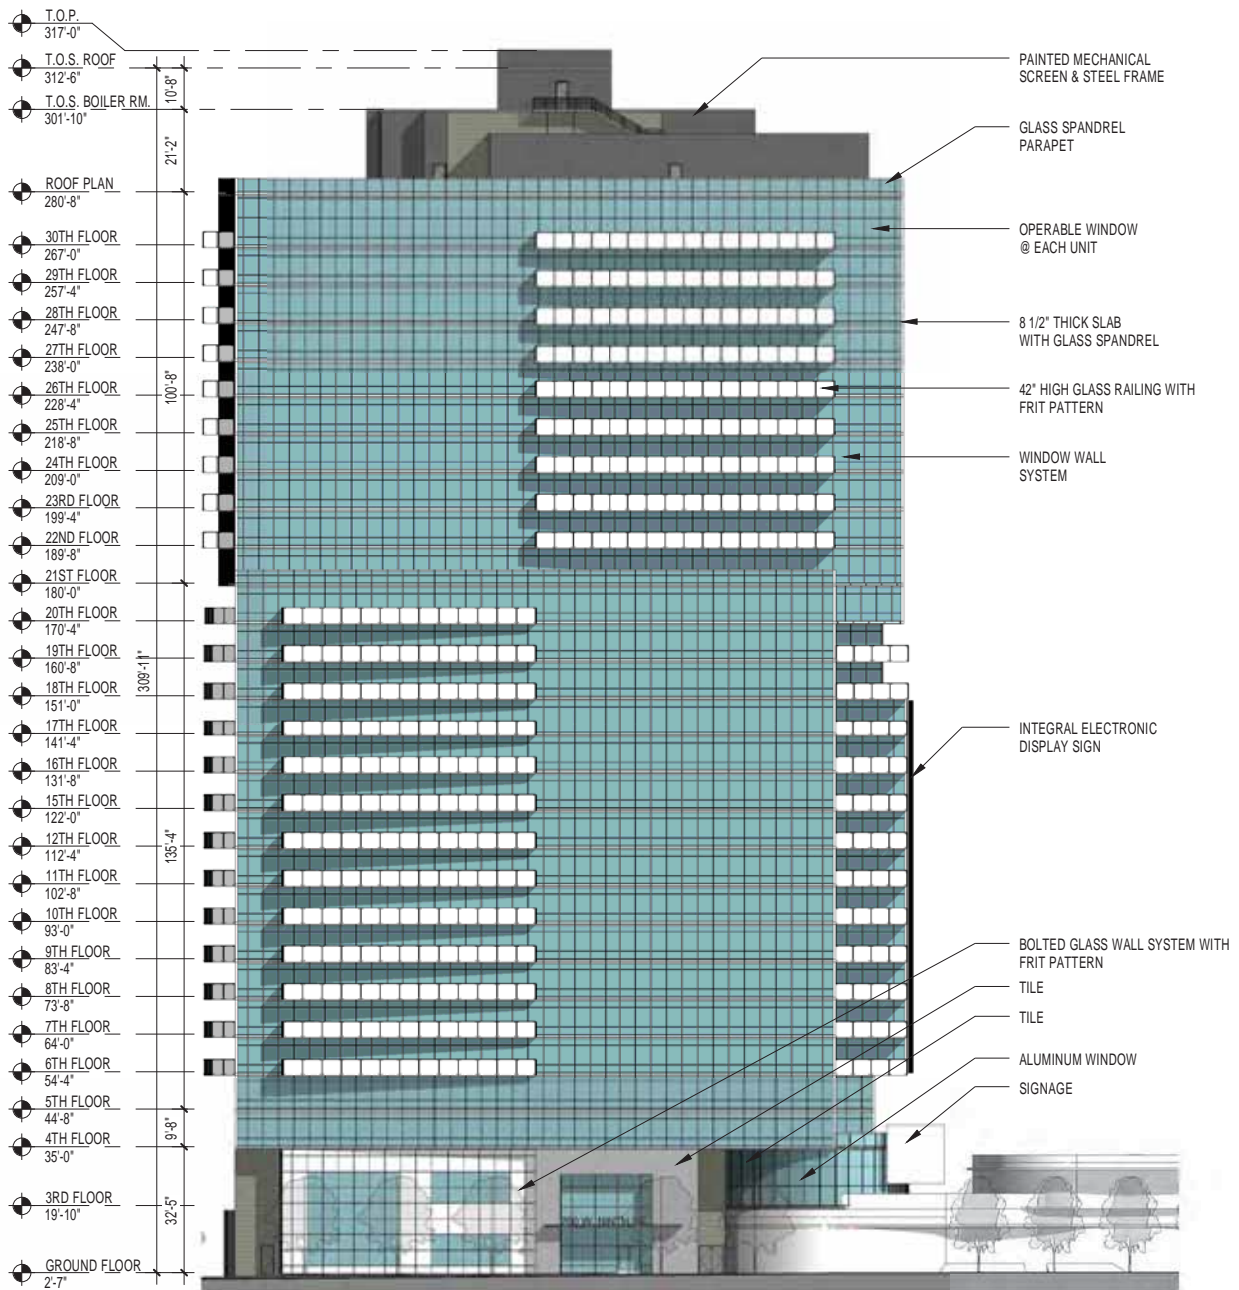 T.O.P.
317'-0"
T.O.S. ROOF
312'-6"
T.O.S. BOILER RM.
301'-10"
ROOF PLAN
280'-8"
30TH FLOOR
267'-0"
29TH FLOOR
257'-4"
28TH FLOOR
247'-8"
27TH FLOOR
238'-0"
26TH FLOOR
228'-4"
25TH FLOOR
218'-8"
24TH FLOOR
209'-0"
23RD FLOOR
199'-4"
22ND FLOOR
189'-8"
21ST FLOOR
180'-0"
20TH FLOOR
170'-4"
19TH FLOOR
160'-8"
18TH FLOOR
151'-0"
17TH FLOOR
141'-4"
16TH FLOOR
131'-8"
15TH FLOOR
122'-0"
12TH FLOOR
112'-4"
11TH FLOOR
102'-8"
10TH FLOOR
93'-0"
9TH FLOOR
83'-4"
8TH FLOOR
73'-8"
7TH FLOOR
64'-0"
6TH FLOOR
54'-4"
5TH FLOOR
44'-8"
4TH FLOOR
35'-0"
3RD FLOOR
19'-10"
GROUND FLOOR
2'-7"
10'-8"
21'-2"
100'-8"
309'-11"
135'-4"
9'-8"
32'-5"
PAINTED MECHANICAL
SCREEN & STEEL FRAME
GLASS SPANDREL
PARAPET
OPERABLE WINDOW
@ EACH UNIT
8 1/2" THICK SLAB
WITH GLASS SPANDREL
42" HIGH GLASS RAILING WITH
FRIT PATTERN
WINDOW WALL
SYSTEM
INTEGRAL ELECTRONIC
DISPLAY SIGN
BOLTED GLASS WALL SYSTEM WITH
FRIT PATTERN
TILE
TILE
ALUMINUM WINDOW
SIGNAGE